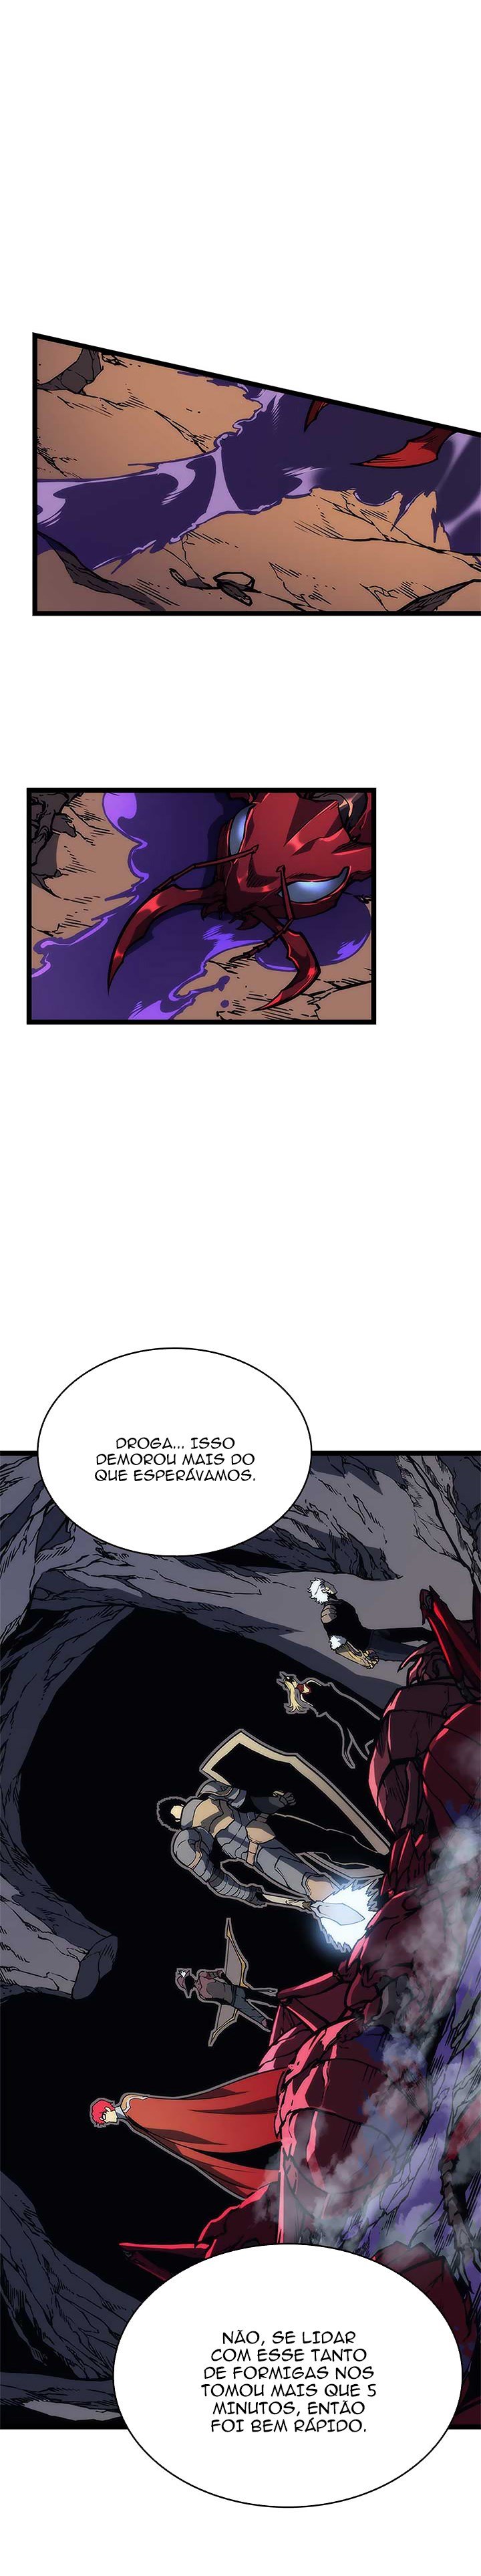 DROGA... ISSO
DEMOROU MAIS DO
QUE ESPERÁVAMOS.
NÃO, SE LIDAR
COM ESSE TANTO
DE FORMIGAS NOS
TOMOU MAIS QUE 5
MINUTOS, ENTÃO
FOI BEM RÁPIDO.